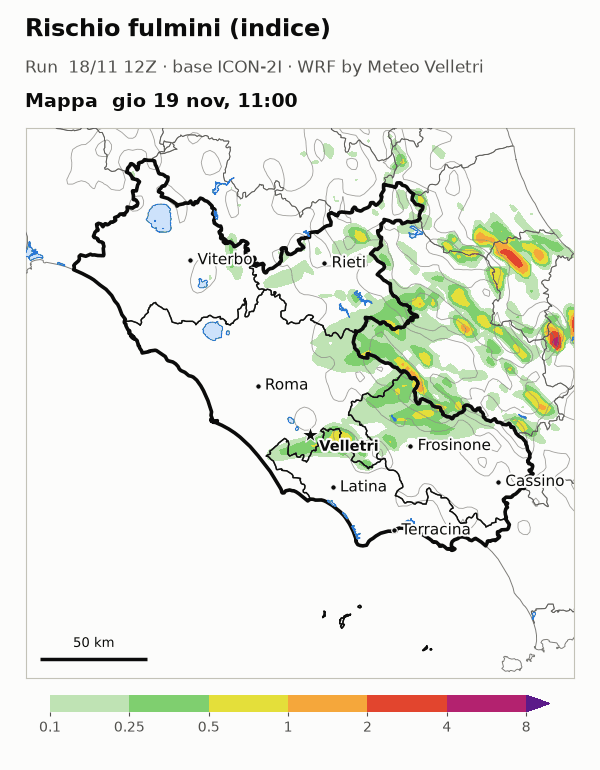 Rischio fulmini (indice)
Run  18/11 12Z · base ICON-2I · WRF by Meteo Velletri
Mappa  gio 19 nov, 11:00
Viterbo
Rieti
Roma
Velletri
Frosinone
Latina
Cassino
Terracina
50 km
0.1 0.25 0.5 1 2 4 8